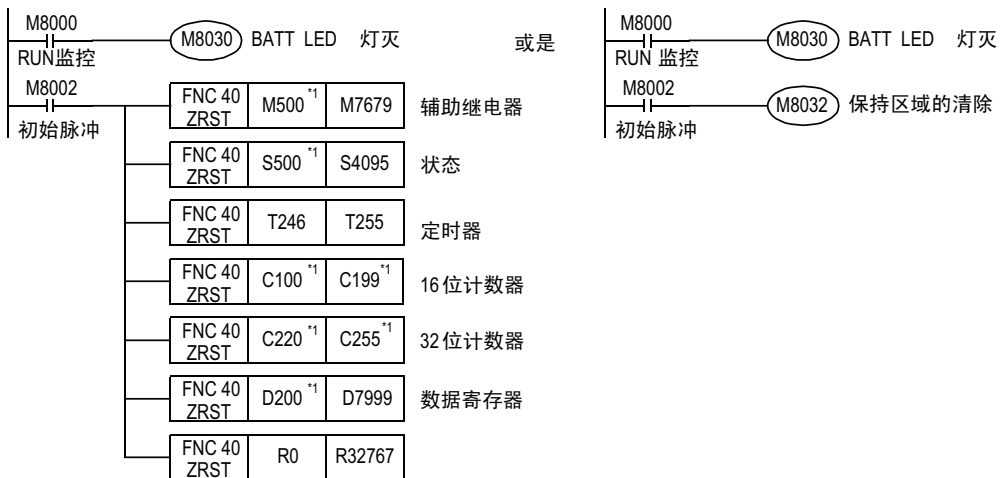 M8000
RUN监控
M8030 BATT LED 灯灭
M8002
初始脉冲
FNC 40
ZRST
M500 *1
M7679
辅助继电器
FNC 40
ZRST
S500 *1
S4095
状态
FNC 40
ZRST
T246
T255
定时器
FNC 40
ZRST
C100 *1
C199 *1
16位计数器
FNC 40
ZRST
C220 *1
C255 *1
32位计数器
FNC 40
ZRST
D200 *1
D7999
数据寄存器
FNC 40
ZRST
R0
R32767
或是
M8000
RUN 监控
M8030 BATT LED 灯灭
M8002
初始脉冲
M8032 保持区域的清除